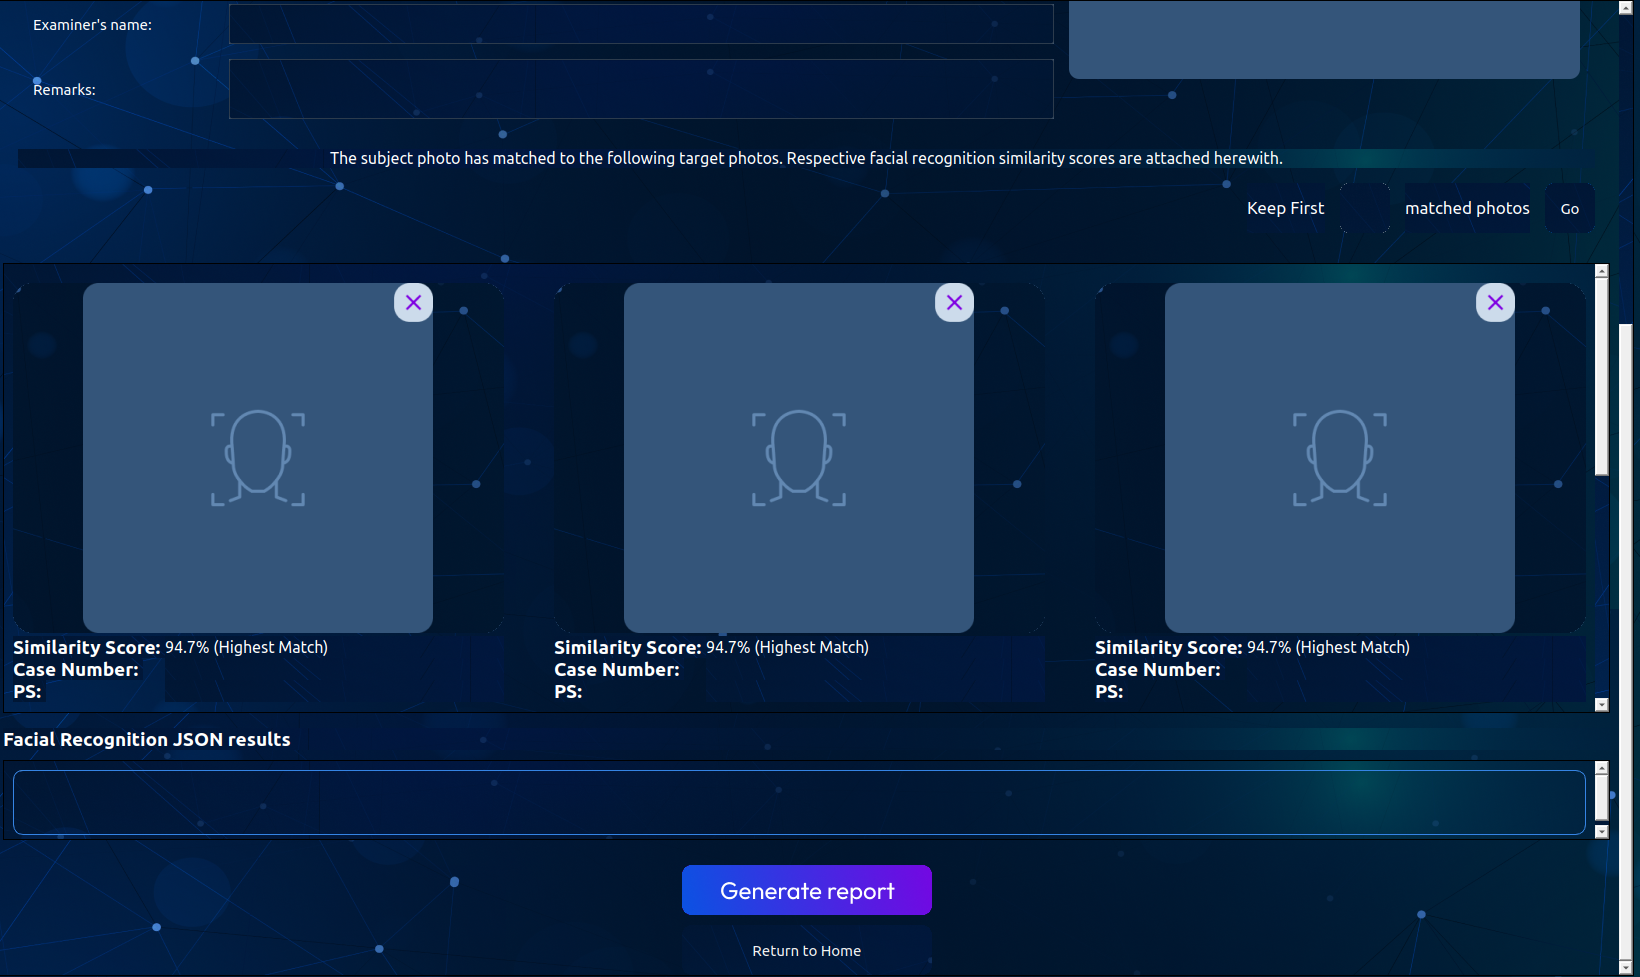 Examiner's name:
Remarks:
The subject photo has matched to the following target photos. Respective facial recognition similarity scores are attached herewith.
Keep First matched photos Go
Similarity Score: 94.7% (Highest Match)
Case Number:
PS:
Similarity Score: 94.7% (Highest Match)
Case Number:
PS:
Similarity Score: 94.7% (Highest Match)
Case Number:
PS:
Facial Recognition JSON results
Generate report
Return to Home